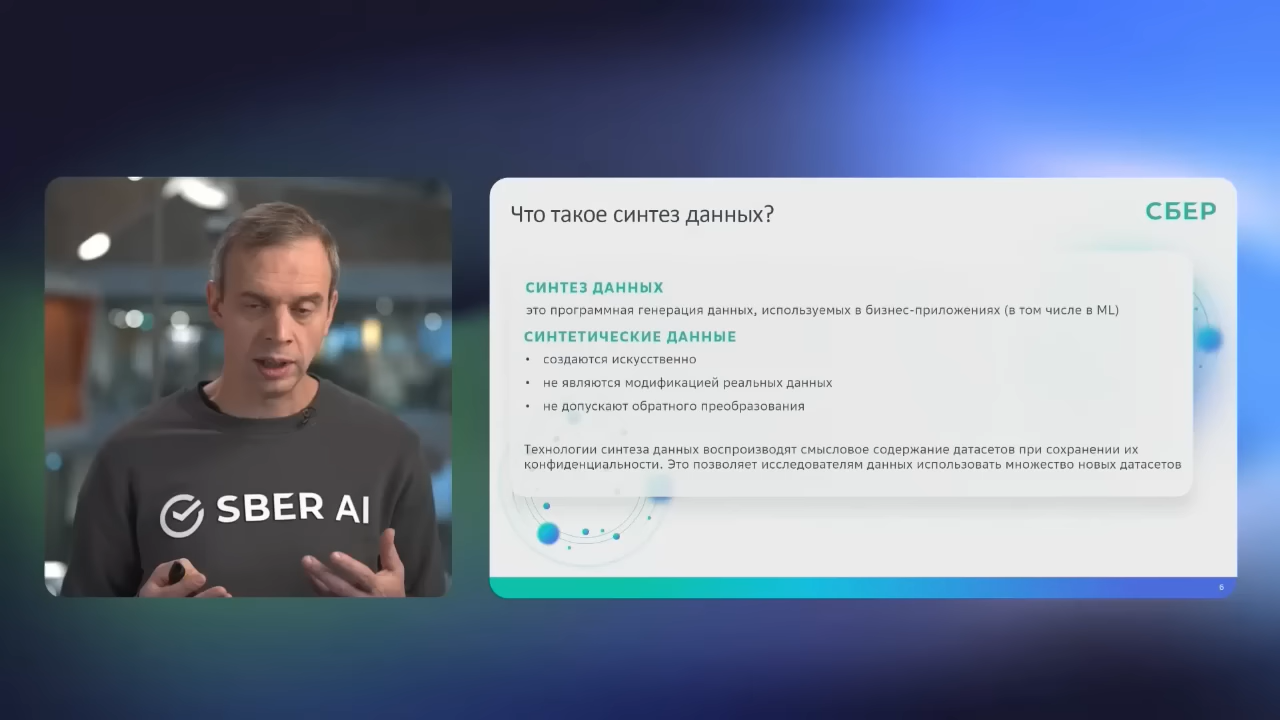 SBER AI
Что такое синтез данных?
СБЕР
СИНТЕЗ ДАННЫХ
это программная генерация данных, используемых в бизнес-приложениях (в том числе в ML)
СИНТЕТИЧЕСКИЕ ДАННЫЕ
• создаются искусственно
• не являются модификацией реальных данных
• не допускают обратного преобразования
Технологии синтеза данных воспроизводят смысловое содержание датасетов при сохранении их
конфиденциальности. Это позволяет исследователям данных использовать множество новых датасетов
6